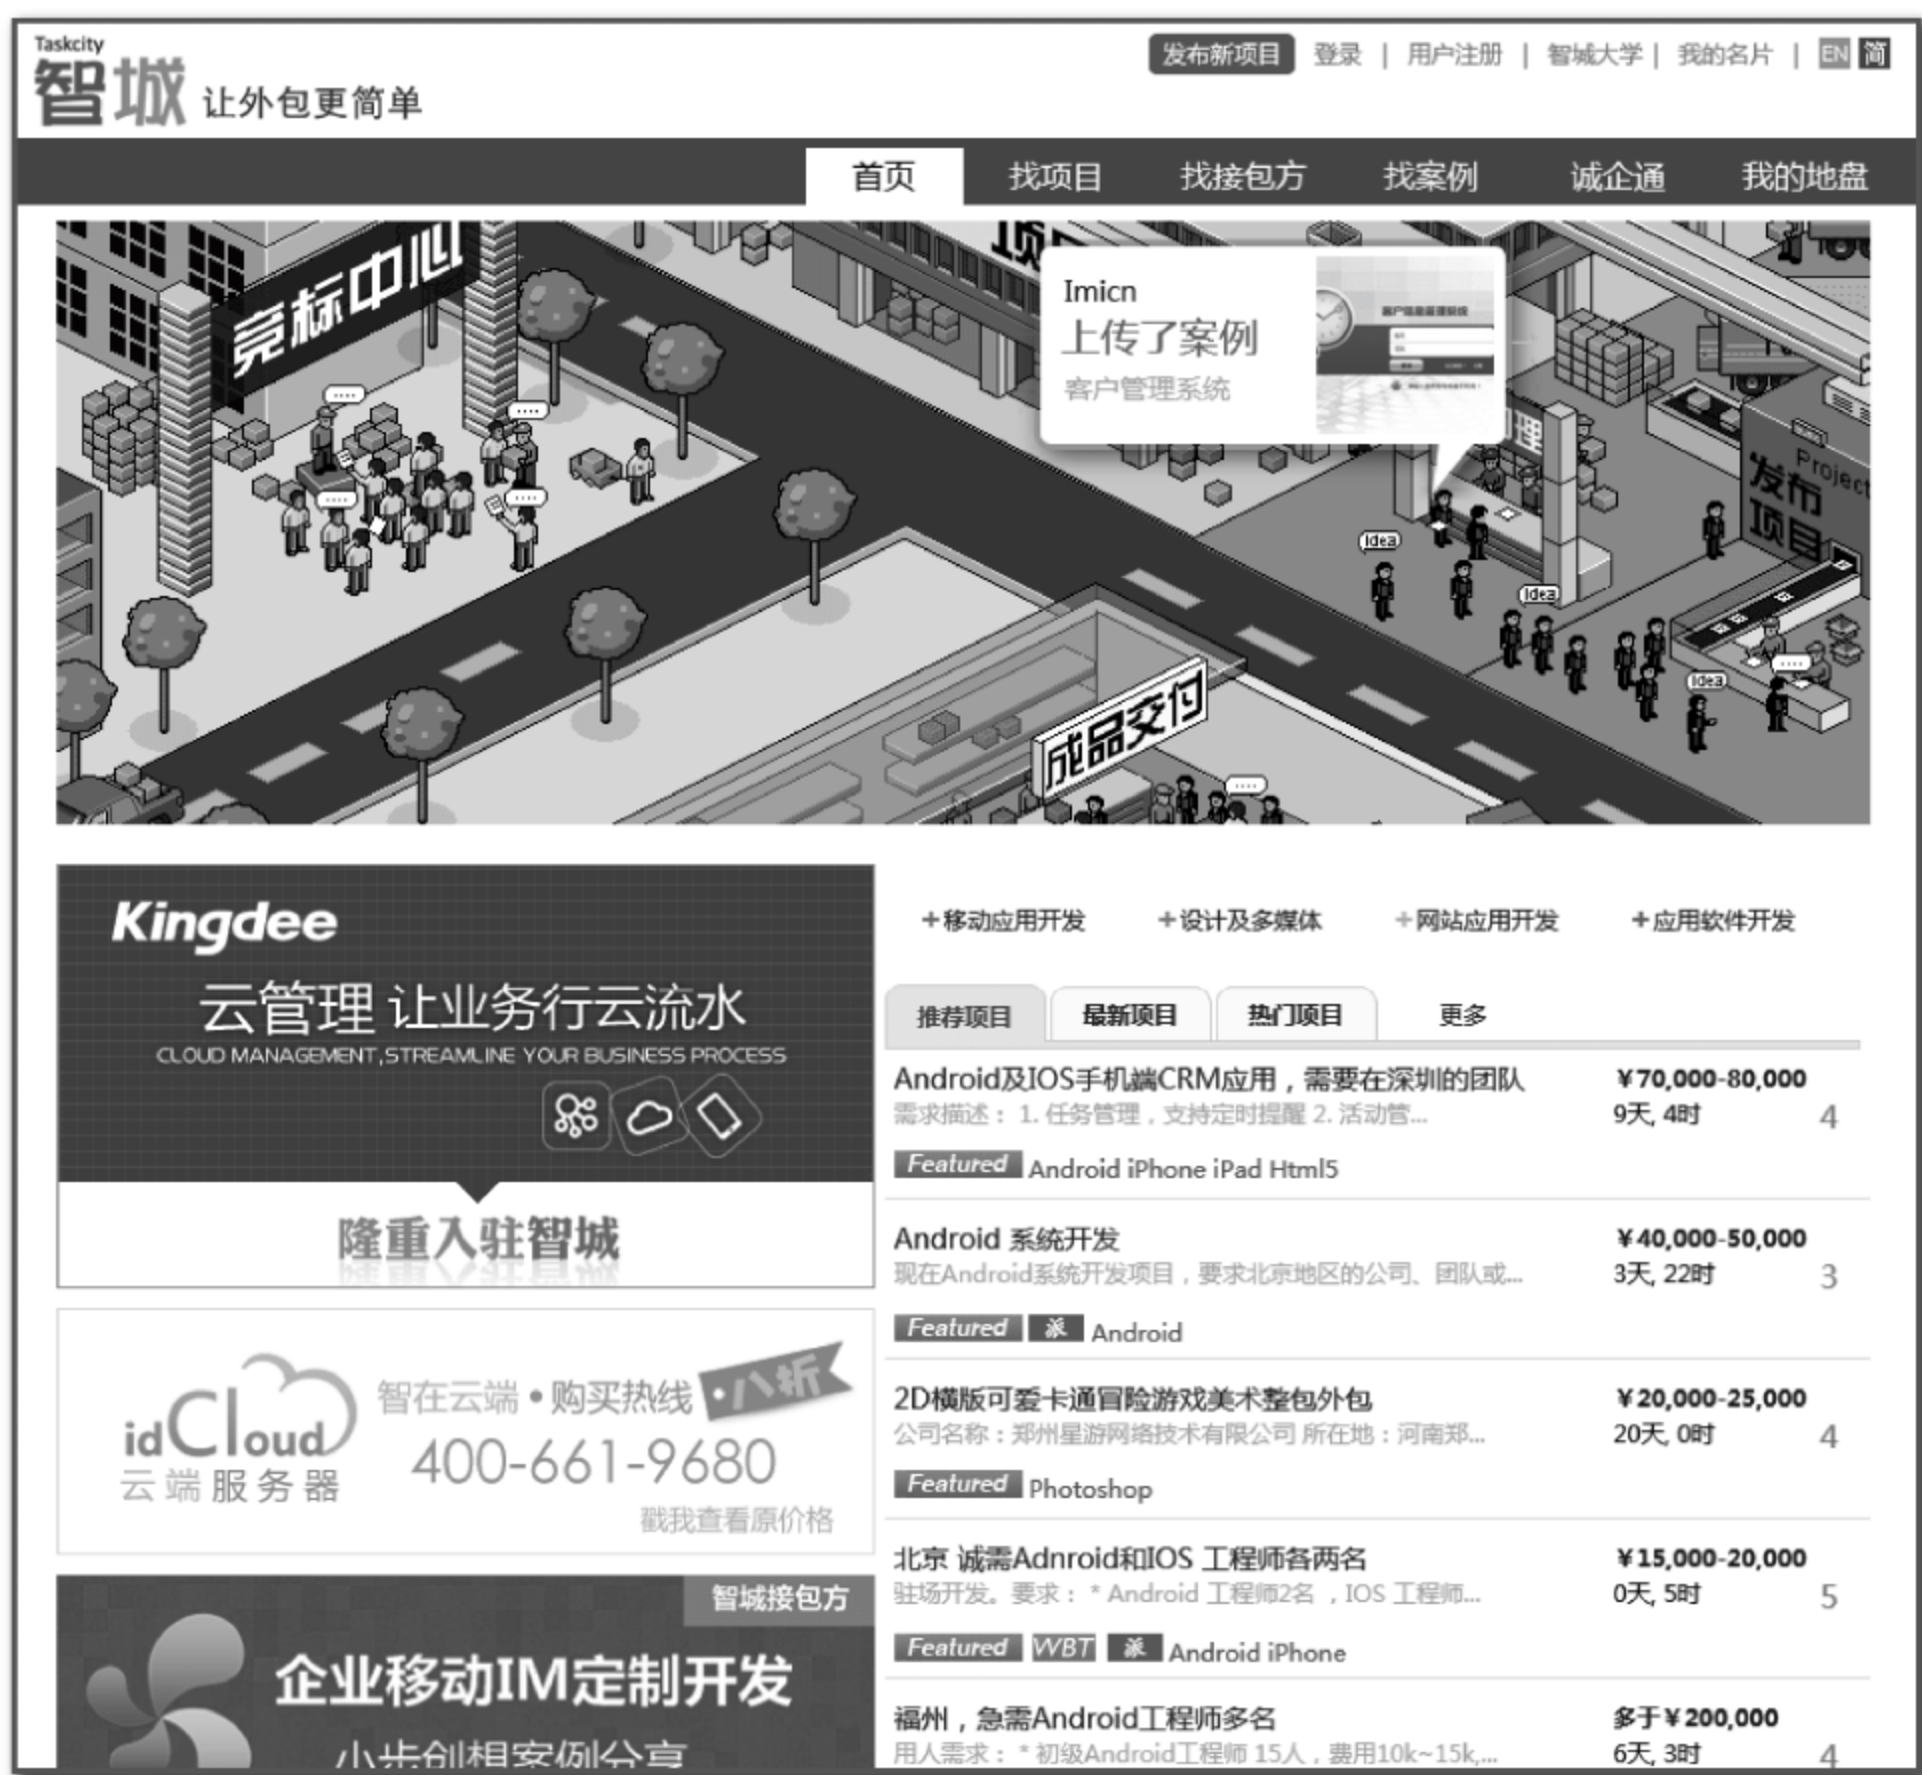 Taskcity
智城 让外包更简单
发布新项目 登录 | 用户注册 | 智城大学 | 我的名片 | EN 简
首页 找项目 找接包方 找案例 诚企通 我的地盘
竞标中心
Imicn
上传了案例
客户管理系统
Project
发布
项目
Idea
Idea
Idea
成品交付
Kingdee
云管理 让业务行云流水
CLOUD MANAGEMENT,STREAMLINE YOUR BUSINESS PROCESS
隆重入驻智城
idCloud
云端服务器
智在云端•购买热线 八折
400-661-9680
戳我查看原价格
智城接包方
企业移动IM定制开发
小步创想案例分享
+移动应用开发 +设计及多媒体 +网站应用开发 +应用软件开发
推荐项目 最新项目 热门项目 更多
Android及IOS手机端CRM应用，需要在深圳的团队 ¥70,000-80,000
需求描述： 1. 任务管理，支持定时提醒 2. 活动管... 9天, 4时 4
Featured Android iPhone iPad Html5
Android 系统开发 ¥40,000-50,000
现在Android系统开发项目，要求北京地区的公司、团队或... 3天, 22时 3
Featured 派 Android
2D横版可爱卡通冒险游戏美术整包外包 ¥20,000-25,000
公司名称：郑州星游网络技术有限公司 所在地：河南郑... 20天, 0时 4
Featured Photoshop
北京 诚需Adnroid和IOS 工程师各两名 ¥15,000-20,000
驻场开发。要求： * Android 工程师2名 ，IOS 工程师... 0天, 5时 5
Featured WBT 派 Android iPhone
福州，急需Android工程师多名 多于¥200,000
用人需求： * 初级Android工程师 15人，费用10k~15k,... 6天, 3时 4